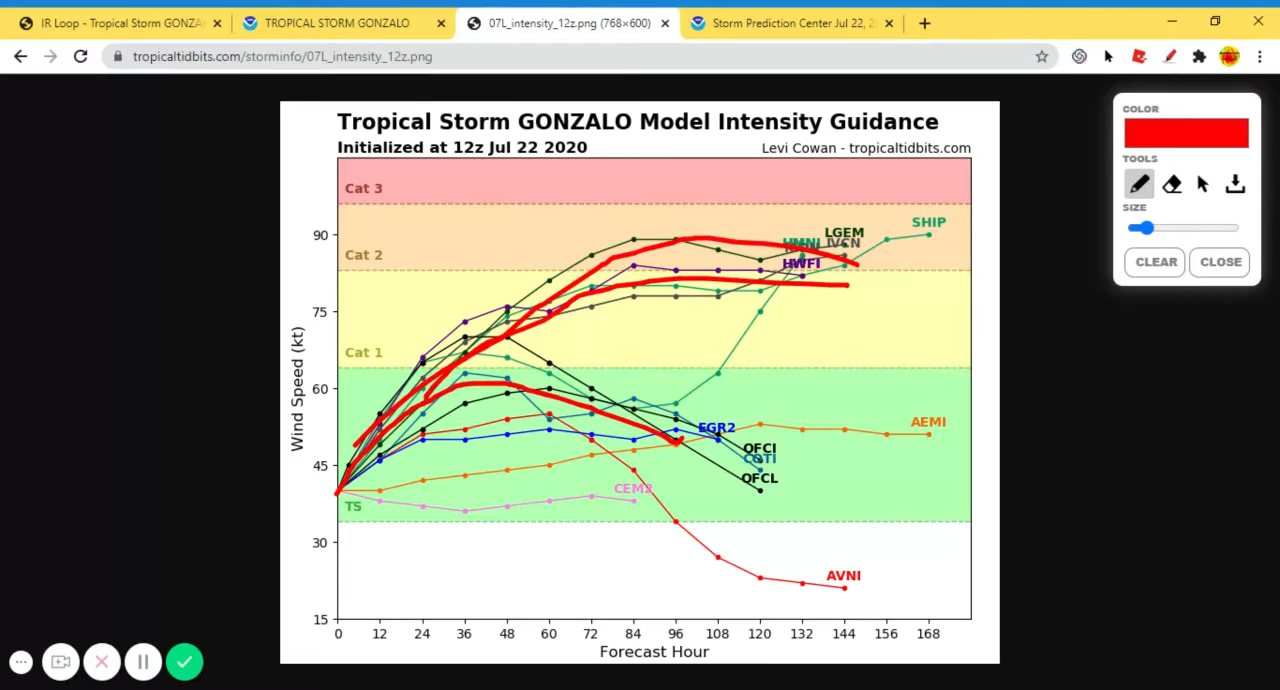 IR Loop - Tropical Storm GONZA
TROPICAL STORM GONZALO
07L_intensity_12z.png (768×600)
Storm Prediction Center Jul 22, 2
tropicaltidbits.com/storminfo/07L_intensity_12z.png
COLOR
TOOLS
SIZE
CLEAR
CLOSE
Tropical Storm GONZALO Model Intensity Guidance
Initialized at 12z Jul 22 2020
Levi Cowan - tropicaltidbits.com
Cat 3
SHIP
LGEM
90
HMNI
IVCN
Cat 2
HWFI
75
Wind Speed (kt)
Cat 1
60
AEMI
EGR2
OFCI
COTI
45
OFCL
CEM2
TS
30
AVNI
15
0 12 24 36 48 60 72 84 96 108 120 132 144 156 168
Forecast Hour